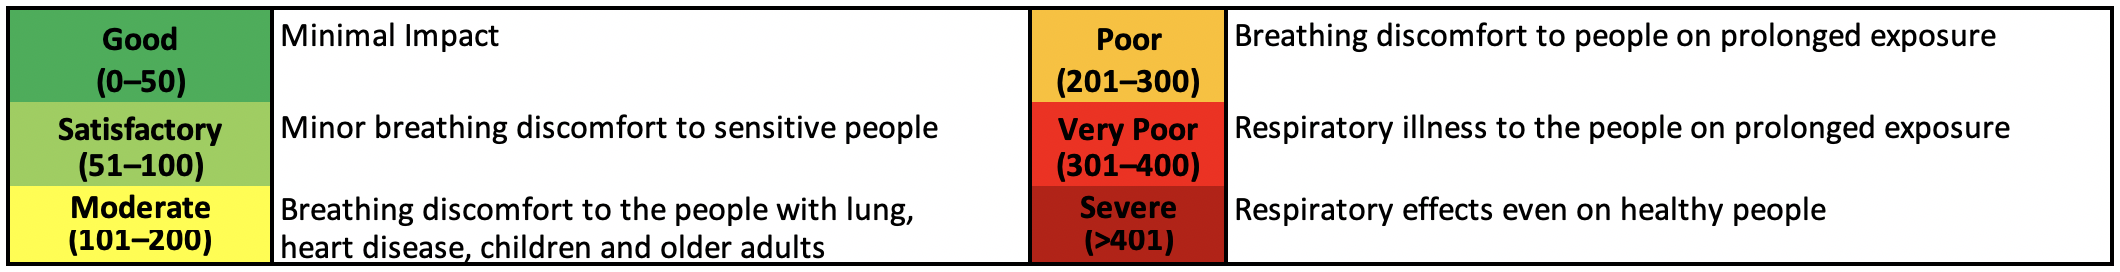 Good
(0–50)
Minimal Impact
Satisfactory
(51–100)
Minor breathing discomfort to sensitive people
Moderate
(101–200)
Breathing discomfort to the people with lung,
heart disease, children and older adults
Poor
(201–300)
Breathing discomfort to people on prolonged exposure
Very Poor
(301–400)
Respiratory illness to the people on prolonged exposure
Severe
(>401)
Respiratory effects even on healthy people